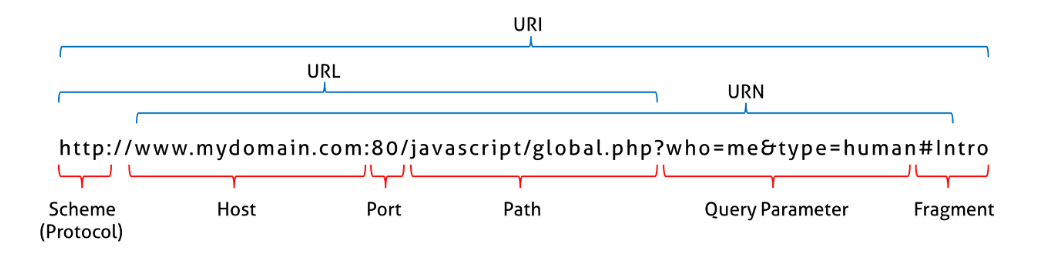 URI
URL
URN
http://www.mydomain.com:80/javascript/global.php?who=me&type=human#Intro
Scheme
(Protocol)
Host
Port
Path
Query Parameter
Fragment